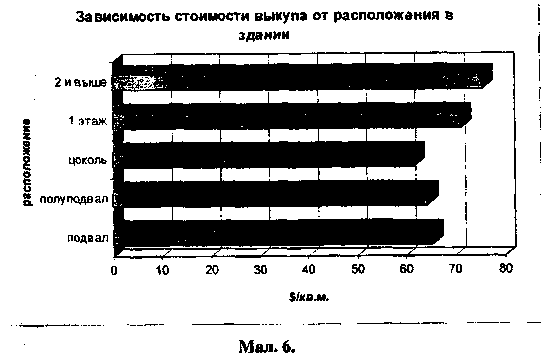 Зависимость стоимости выкупа от расположения в
здании
расположение
2 и выше
1 этаж
цоколь
полуподвал
подвал
0 10 20 30 40 50 60 70 80
$/кв.м.
Мал. 6.